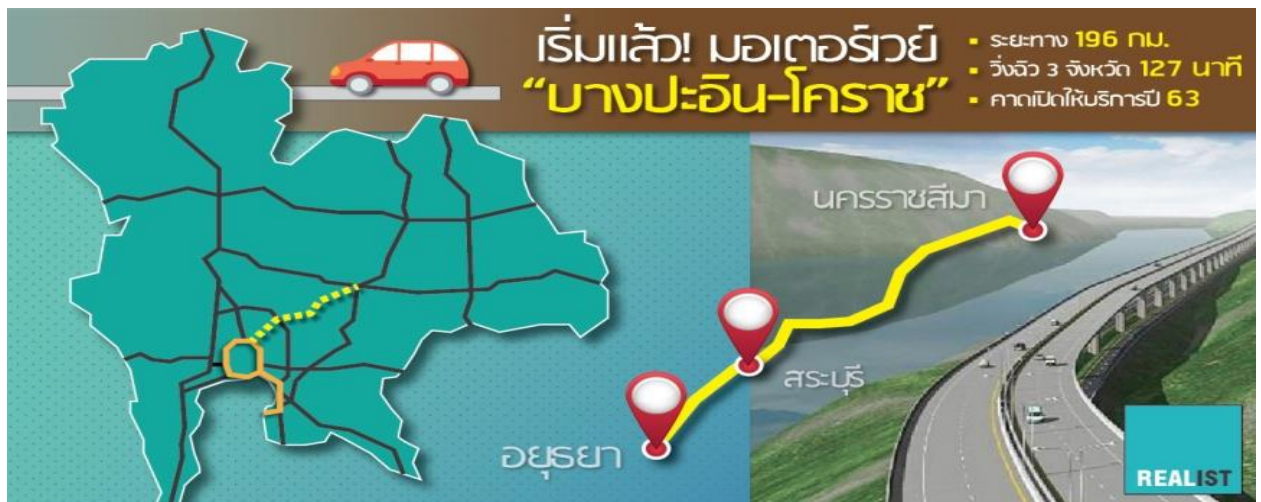 เริ่มแล้ว! มอเตอร์เวย์
“บางปะอิน-โคราช”
▪ ระยะทาง 196 กม.
▪ วิ่งฉิว 3 จังหวัด 127 นาที
▪ คาดเปิดให้บริการปี 63
นครราชสีมา
สระบุรี
อยุธยา
REALIST